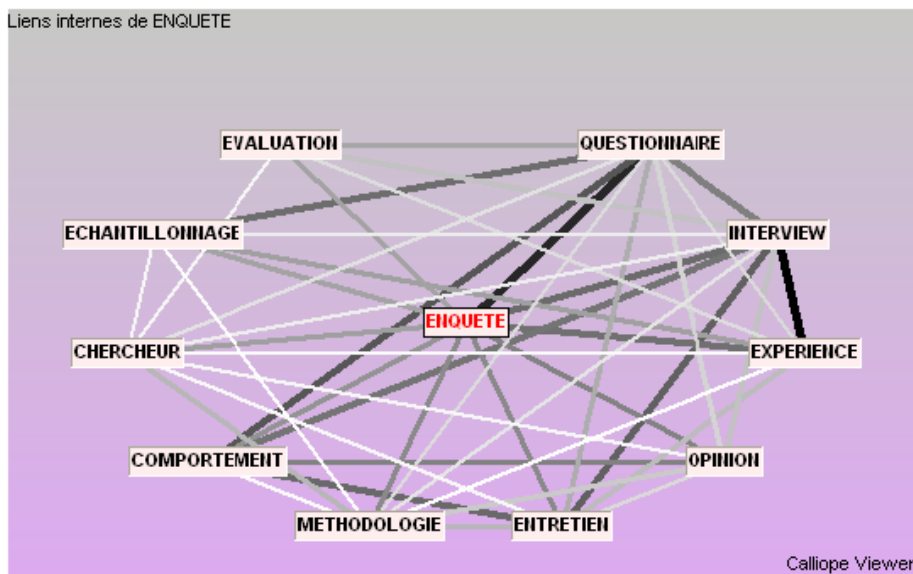 Liens internes de ENQUETE
EVALUATION
QUESTIONNAIRE
ECHANTILLONNAGE
INTERVIEW
ENQUETE
CHERCHEUR
EXPERIENCE
COMPORTEMENT
OPINION
METHODOLOGIE
ENTRETIEN
Calliope Viewer